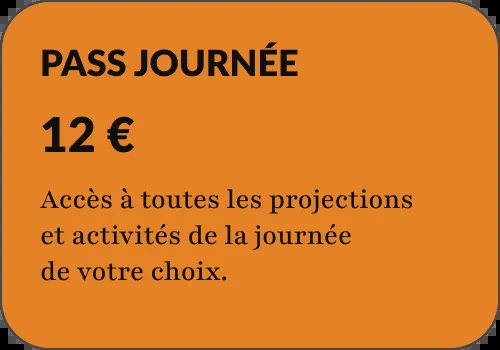 PASS JOURNÉE
12 €
Accès à toutes les projections
et activités de la journée
de votre choix.